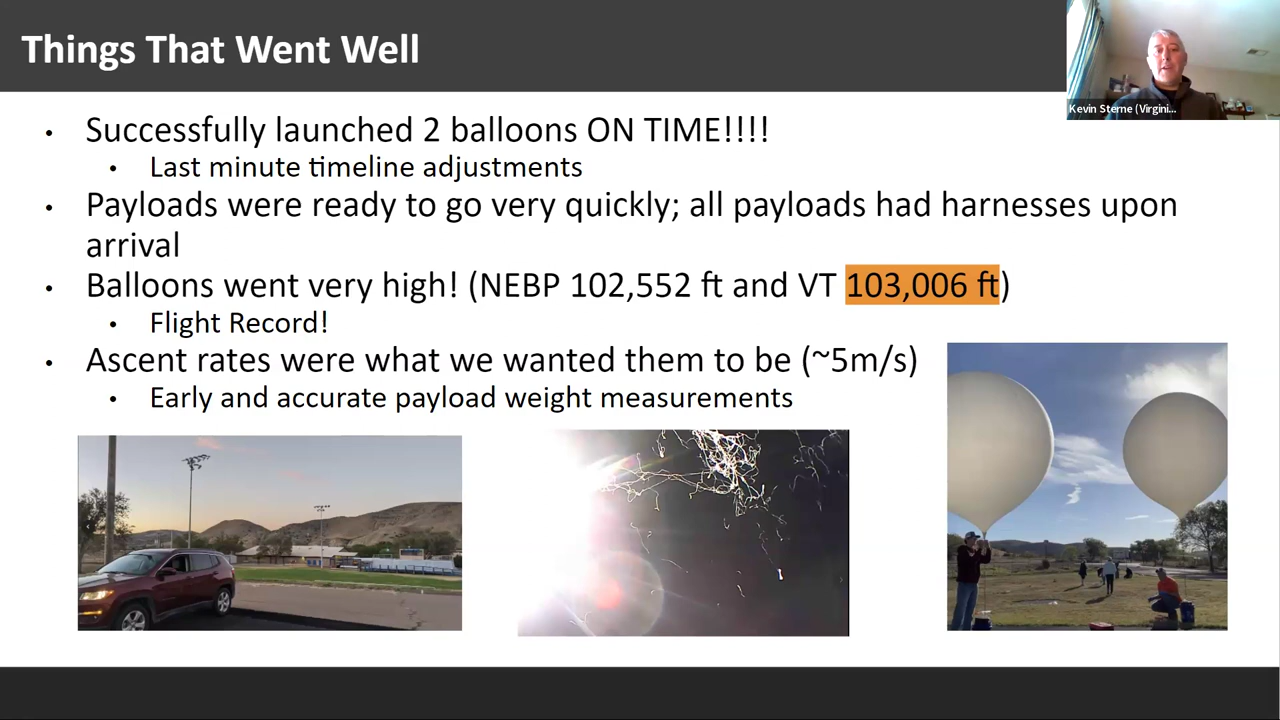 Things That Went Well
Kevin Sterne (Virgini...
• Successfully launched 2 balloons ON TIME!!!!
• Last minute timeline adjustments
• Payloads were ready to go very quickly; all payloads had harnesses upon
arrival
• Balloons went very high! (NEBP 102,552 ft and VT 103,006 ft)
• Flight Record!
• Ascent rates were what we wanted them to be (~5m/s)
• Early and accurate payload weight measurements